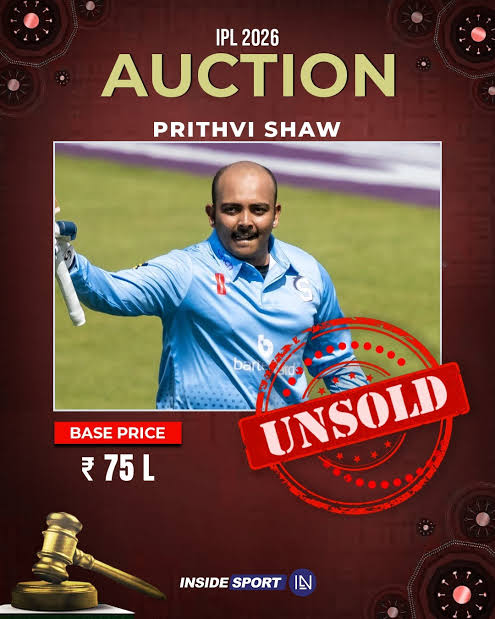 IPL 2026
AUCTION
PRITHVI SHAW
UNSOLD
BASE PRICE
₹ 75 L
INSIDE SPORT